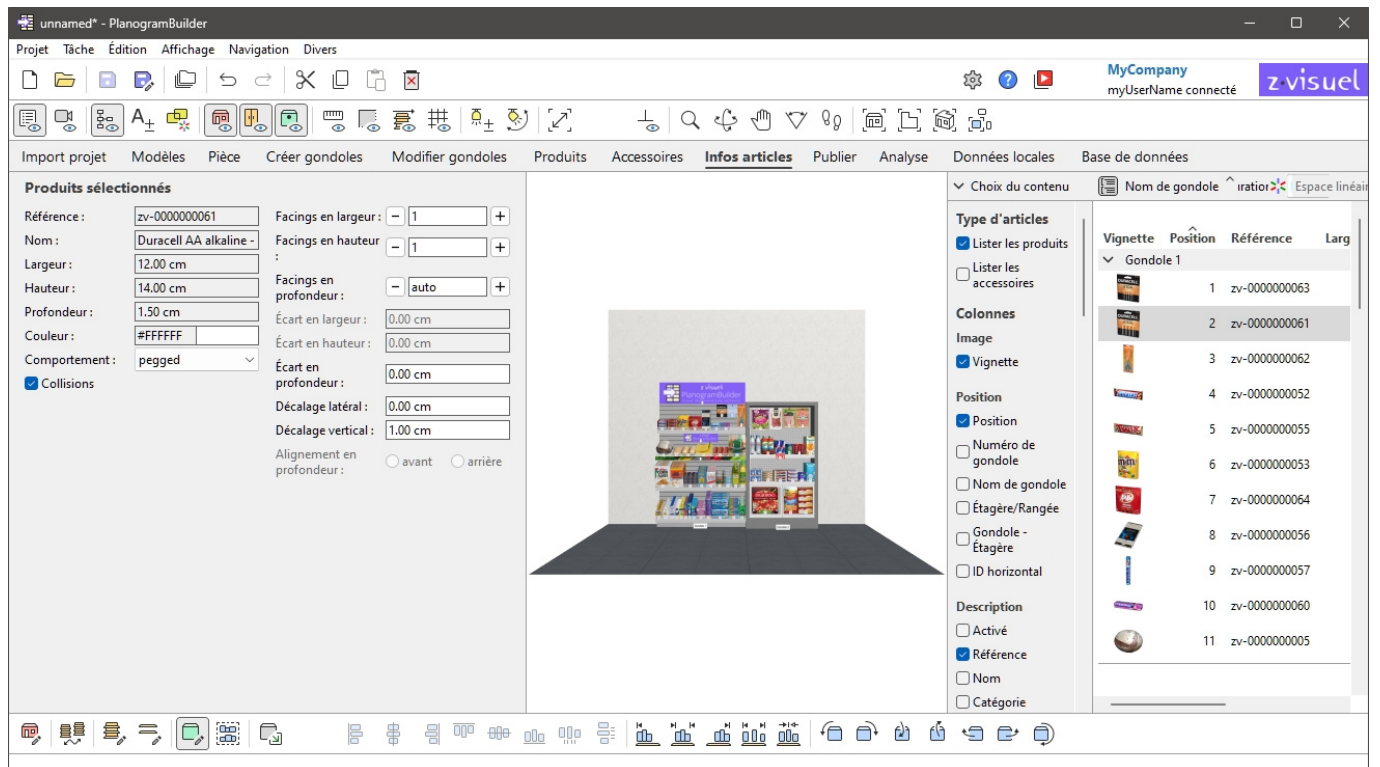 unnamed* - PlanogramBuilder
Projet Tâche Édition Affichage Navigation Divers
MyCompany
myUserName connecté
z·visuel
Import projet Modèles Pièce Créer gondoles Modifier gondoles Produits Accessoires Infos articles Publier Analyse Données locales Base de données
Produits sélectionnés
Référence : zv-0000000061
Nom : Duracell AA alkaline -
Largeur : 12.00 cm
Hauteur : 14.00 cm
Profondeur : 1.50 cm
Couleur : #FFFFFF
Comportement : pegged
Collisions
Facings en largeur : 1
Facings en hauteur
: 1
Facings en
profondeur : auto
Écart en largeur : 0.00 cm
Écart en hauteur : 0.00 cm
Écart en
profondeur : 0.00 cm
Décalage latéral : 0.00 cm
Décalage vertical : 1.00 cm
Alignement en
profondeur : avant arrière
z·visuel
PlanogramBuilder
Choix du contenu
Type d'articles
Lister les produits
Lister les
accessoires
Colonnes
Image
Vignette
Position
Position
Numéro de
gondole
Nom de gondole
Étagère/Rangée
Gondole -
Étagère
ID horizontal
Description
Activé
Référence
Nom
Catégorie
Nom de gondole Espace linéair
Vignette Position Référence Larg
Gondole 1
1 zv-0000000063
2 zv-0000000061
3 zv-0000000062
4 zv-0000000052
5 zv-0000000055
6 zv-0000000053
7 zv-0000000064
8 zv-0000000056
9 zv-0000000057
10 zv-0000000060
11 zv-0000000005